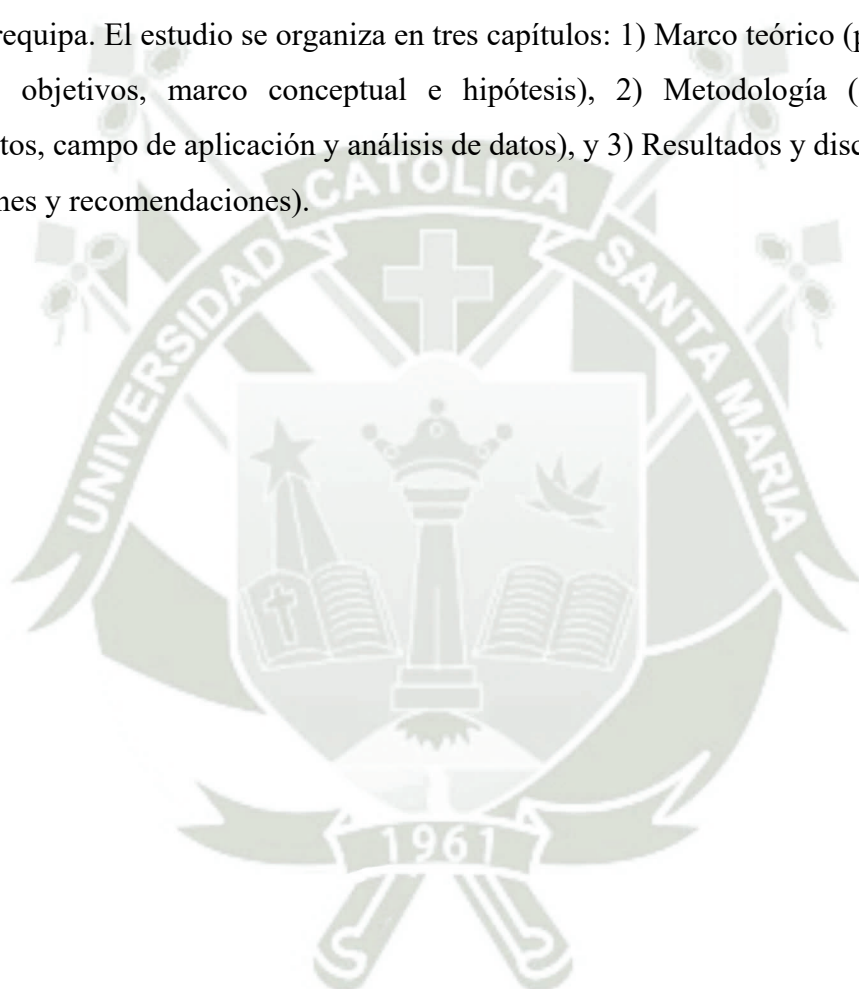 requipa. El estudio se organiza en tres capítulos: 1) Marco teórico (
objetivos, marco conceptual e hipótesis), 2) Metodología (
tos, campo de aplicación y análisis de datos), y 3) Resultados y disc
nes y recomendaciones).
UNIVERSIDAD CATOLICA SANTA MARIA
1961